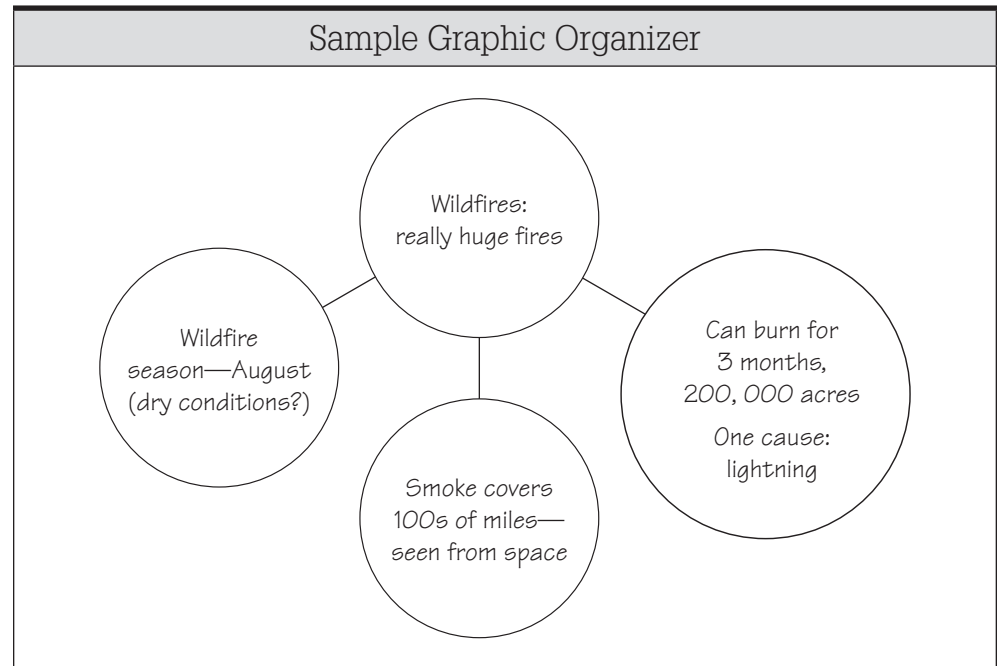 Sample Graphic Organizer
Wildfires:
really huge fires
Wildfire
season—August
(dry conditions?)
Smoke covers
100s of miles—
seen from space
Can burn for
3 months,
200, 000 acres
One cause:
lightning